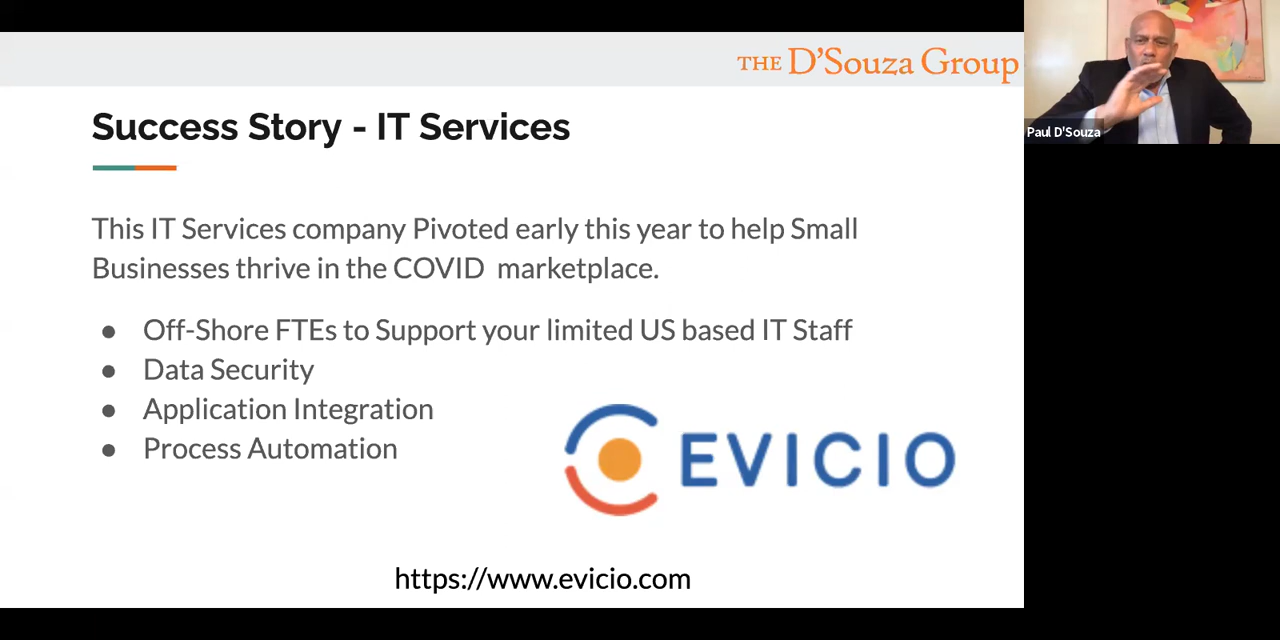 THE D'Souza Group
Paul D'Souza
Success Story - IT Services
This IT Services company Pivoted early this year to help Small
Businesses thrive in the COVID  marketplace.
● Off-Shore FTEs to Support your limited US based IT Staff
● Data Security
● Application Integration
● Process Automation
EVICIO
https://www.evicio.com